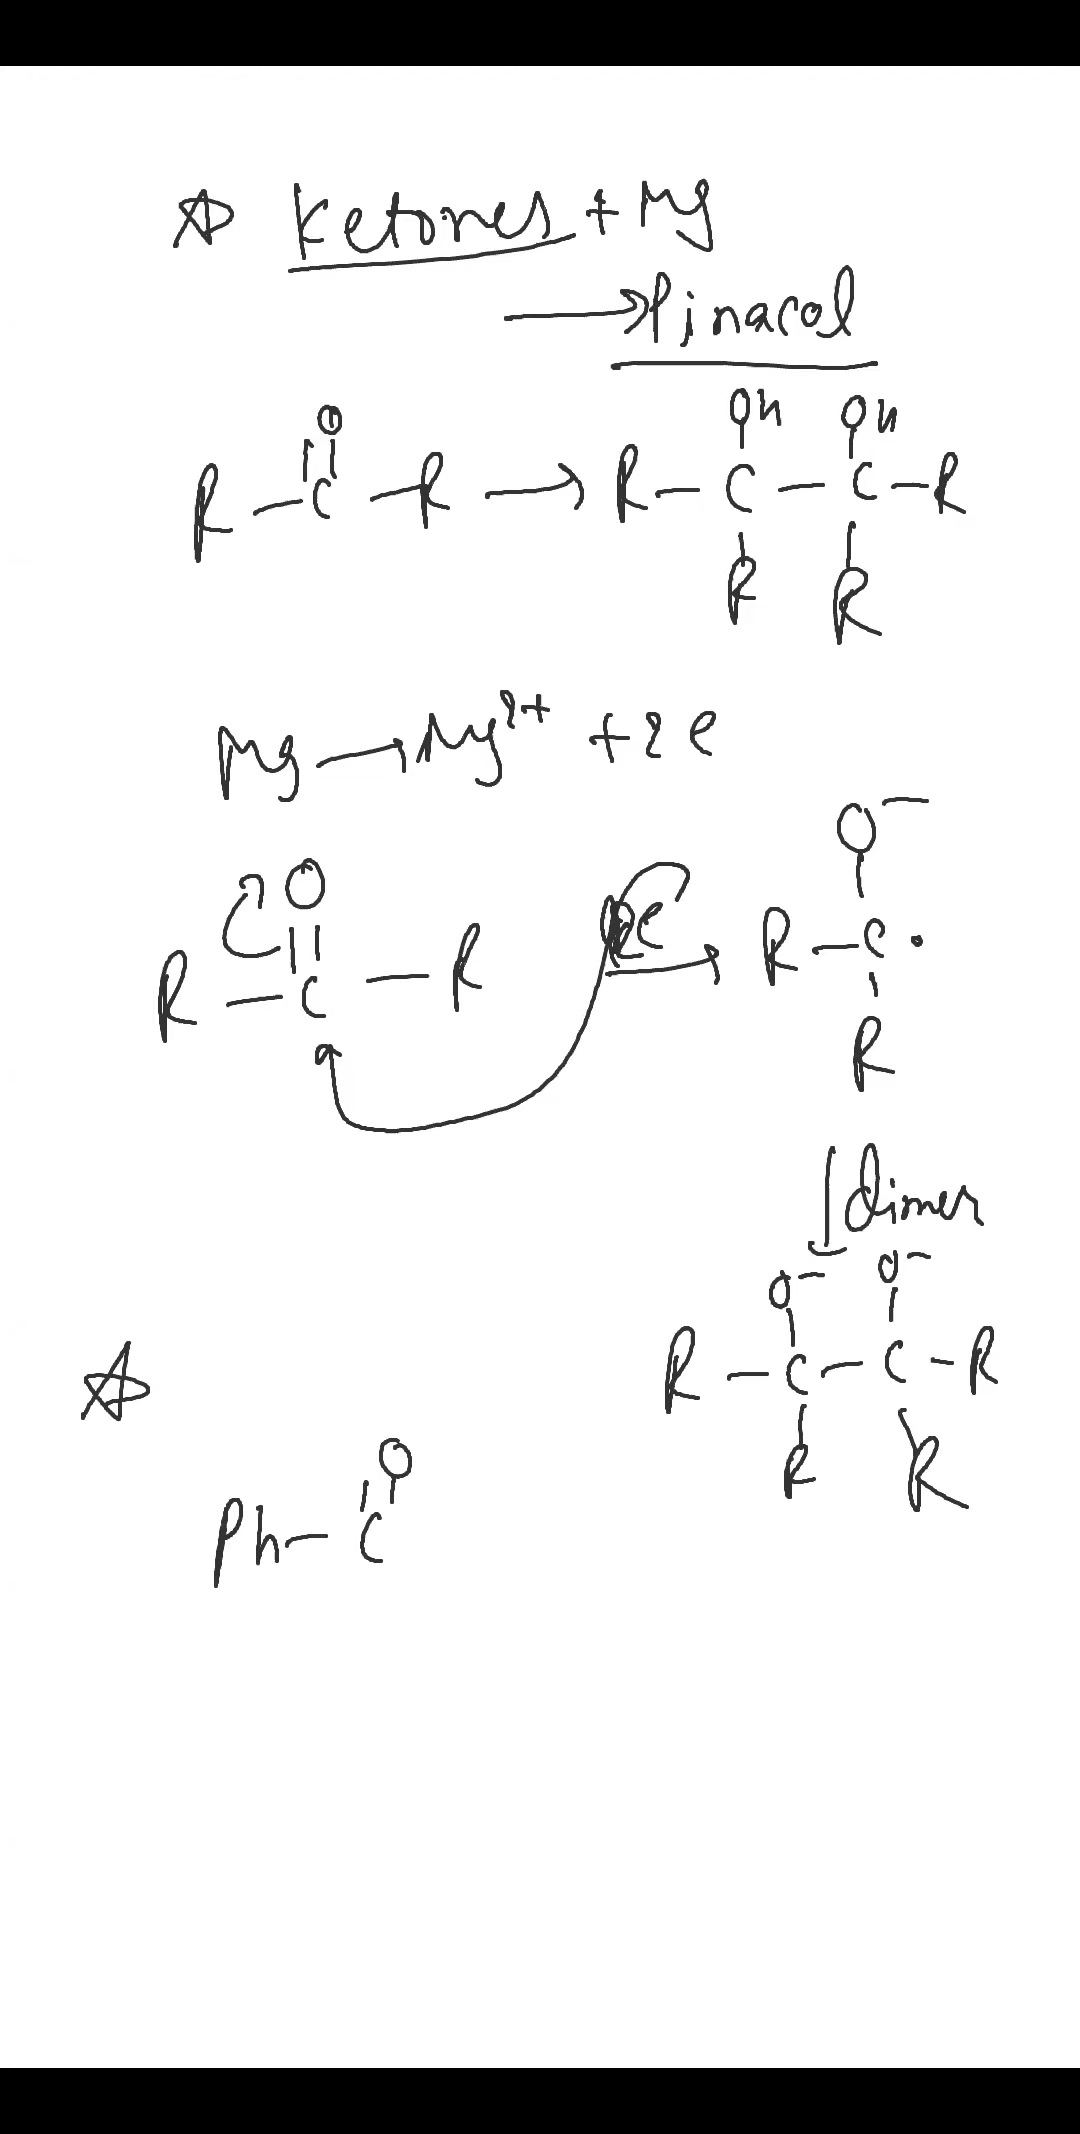 ☆ Ketones + Mg
→ Pinacol
O OH OH
|| | |
R - C - R → R - C - C - R
| |
R R
Mg → Mg²⁺ + 2e
O O⁻
|| |
R - C - R → R - C •
|
R
↓ dimer
O⁻ O⁻
| |
R - C - C - R
| |
R R
☆
O
||
Ph - C